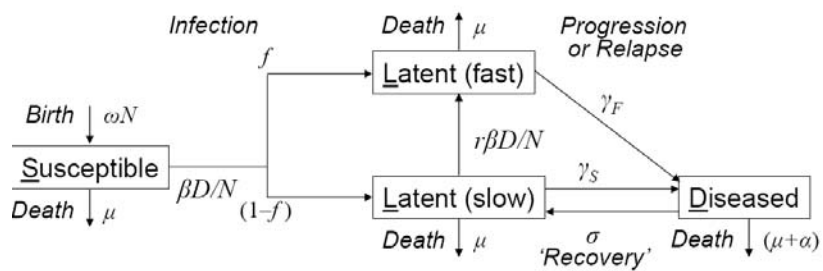 Infection
Death μ
Progression
or Relapse
f
Latent (fast)
γF
Birth ωN
rβD/N
Susceptible
βD/N
γS
(1–f)
Latent (slow)
Diseased
Death μ
Death μ
σ
'Recovery'
Death (μ+α)